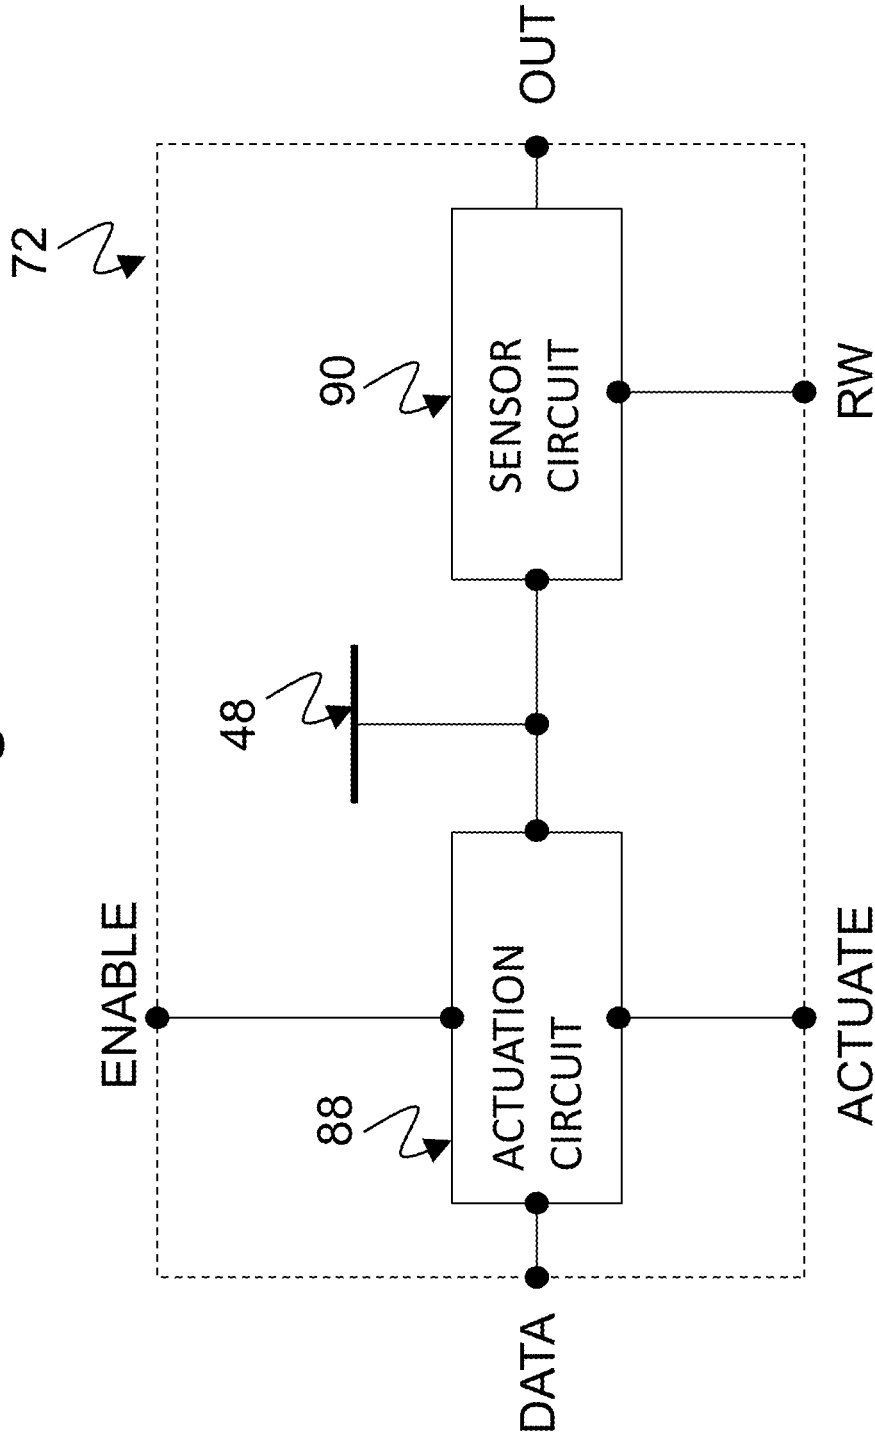 72
ENABLE
48
88
90
ACTUATION
CIRCUIT
SENSOR
CIRCUIT
DATA
OUT
ACTUATE
RW